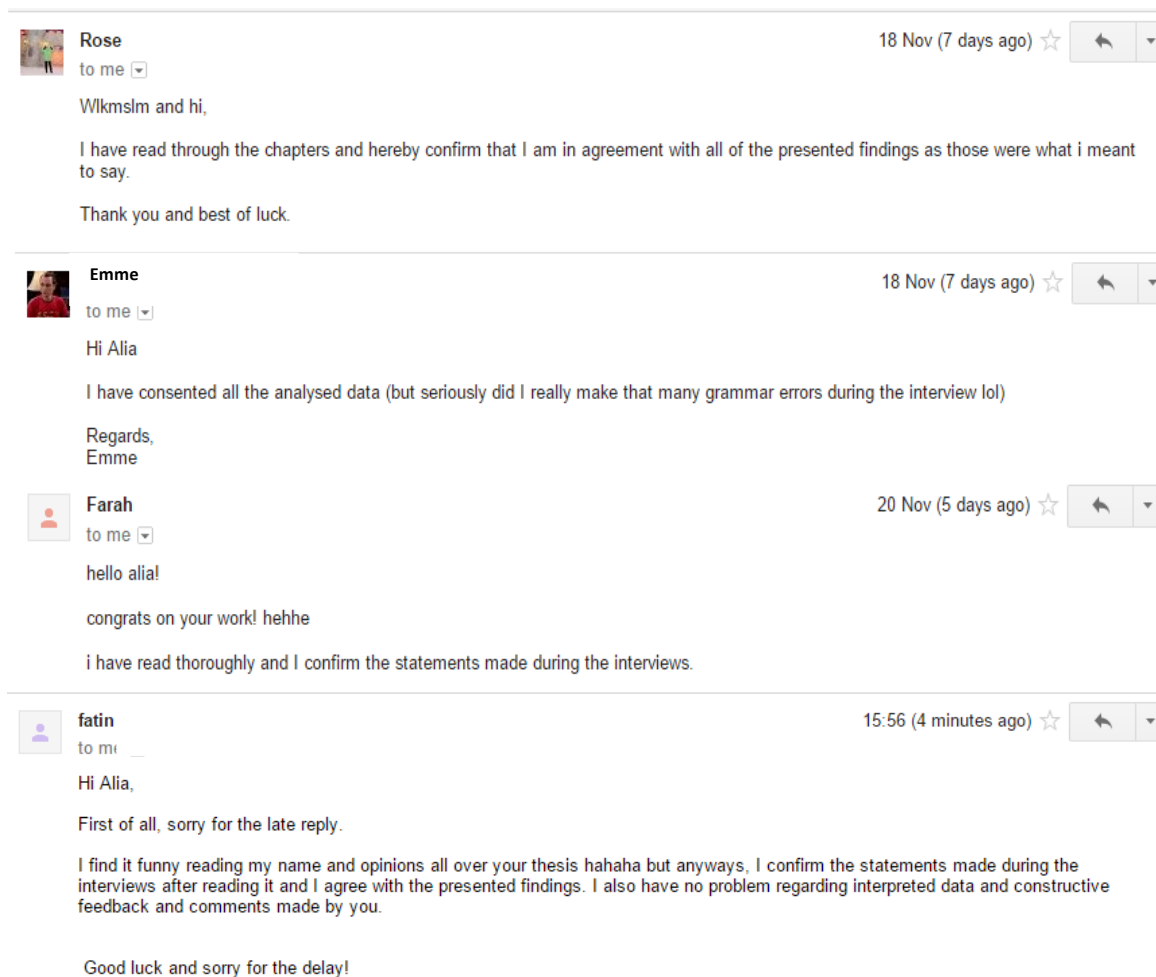 Rose
18 Nov (7 days ago)
to me
Wlkmslm and hi,
I have read through the chapters and hereby confirm that I am in agreement with all of the presented findings as those were what i meant
to say.
Thank you and best of luck.
Emme
18 Nov (7 days ago)
to me
Hi Alia
I have consented all the analysed data (but seriously did I really make that many grammar errors during the interview lol)
Regards,
Emme
Farah
20 Nov (5 days ago)
to me
hello alia!
congrats on your work! hehhe
i have read thoroughly and I confirm the statements made during the interviews.
fatin
15:56 (4 minutes ago)
to me
Hi Alia,
First of all, sorry for the late reply.
I find it funny reading my name and opinions all over your thesis hahaha but anyways, I confirm the statements made during the
interviews after reading it and I agree with the presented findings. I also have no problem regarding interpreted data and constructive
feedback and comments made by you.
Good luck and sorry for the delay!